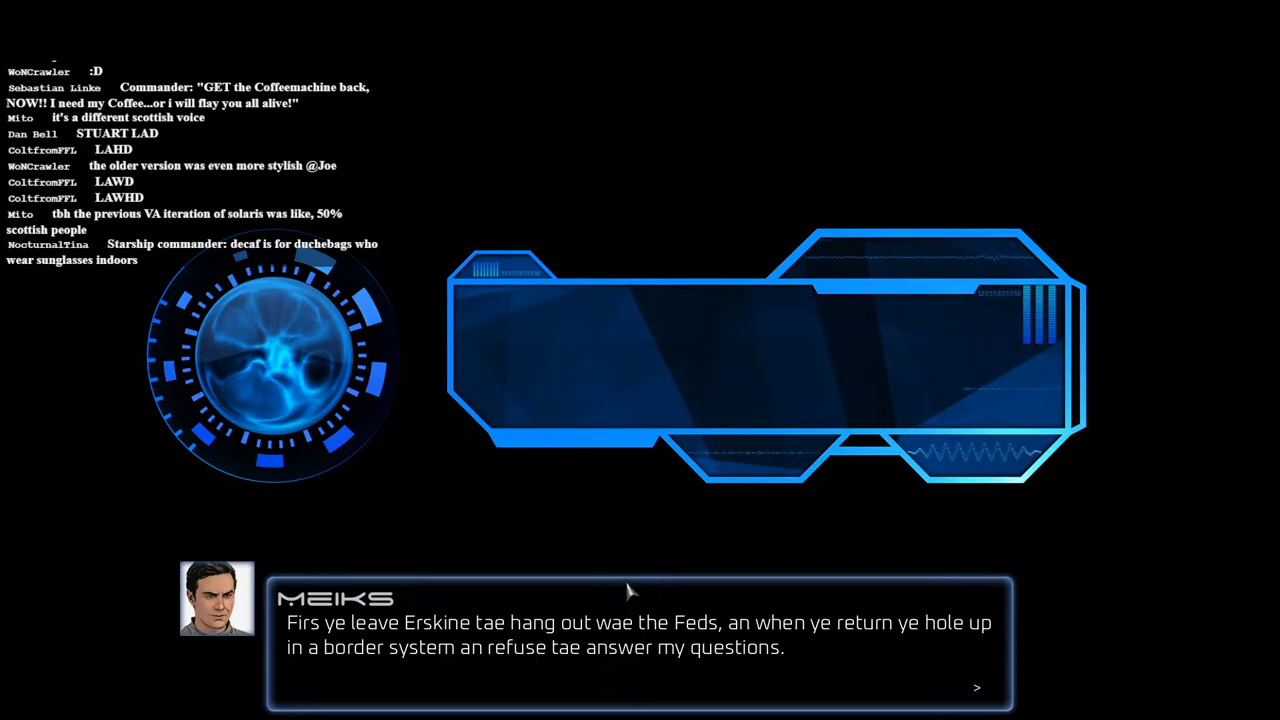 WoNCrawler :D
Sebastian Linke Commander: "GET the Coffeemachine back,
NOW!! I need my Coffee...or i will flay you all alive!"
Mito it's a different scottish voice
Dan Bell STUART LAD
ColtfromFFL LAHD
WoNCrawler the older version was even more stylish @Joe
ColtfromFFL LAWD
ColtfromFFL LAWHD
Mito tbh the previous VA iteration of solaris was like, 50%
scottish people
NocturnalTina Starship commander: decaf is for duchebags who
wear sunglasses indoors
MEIKS
Firs ye leave Erskine tae hang out wae the Feds, an when ye return ye hole up
in a border system an refuse tae answer my questions.
>